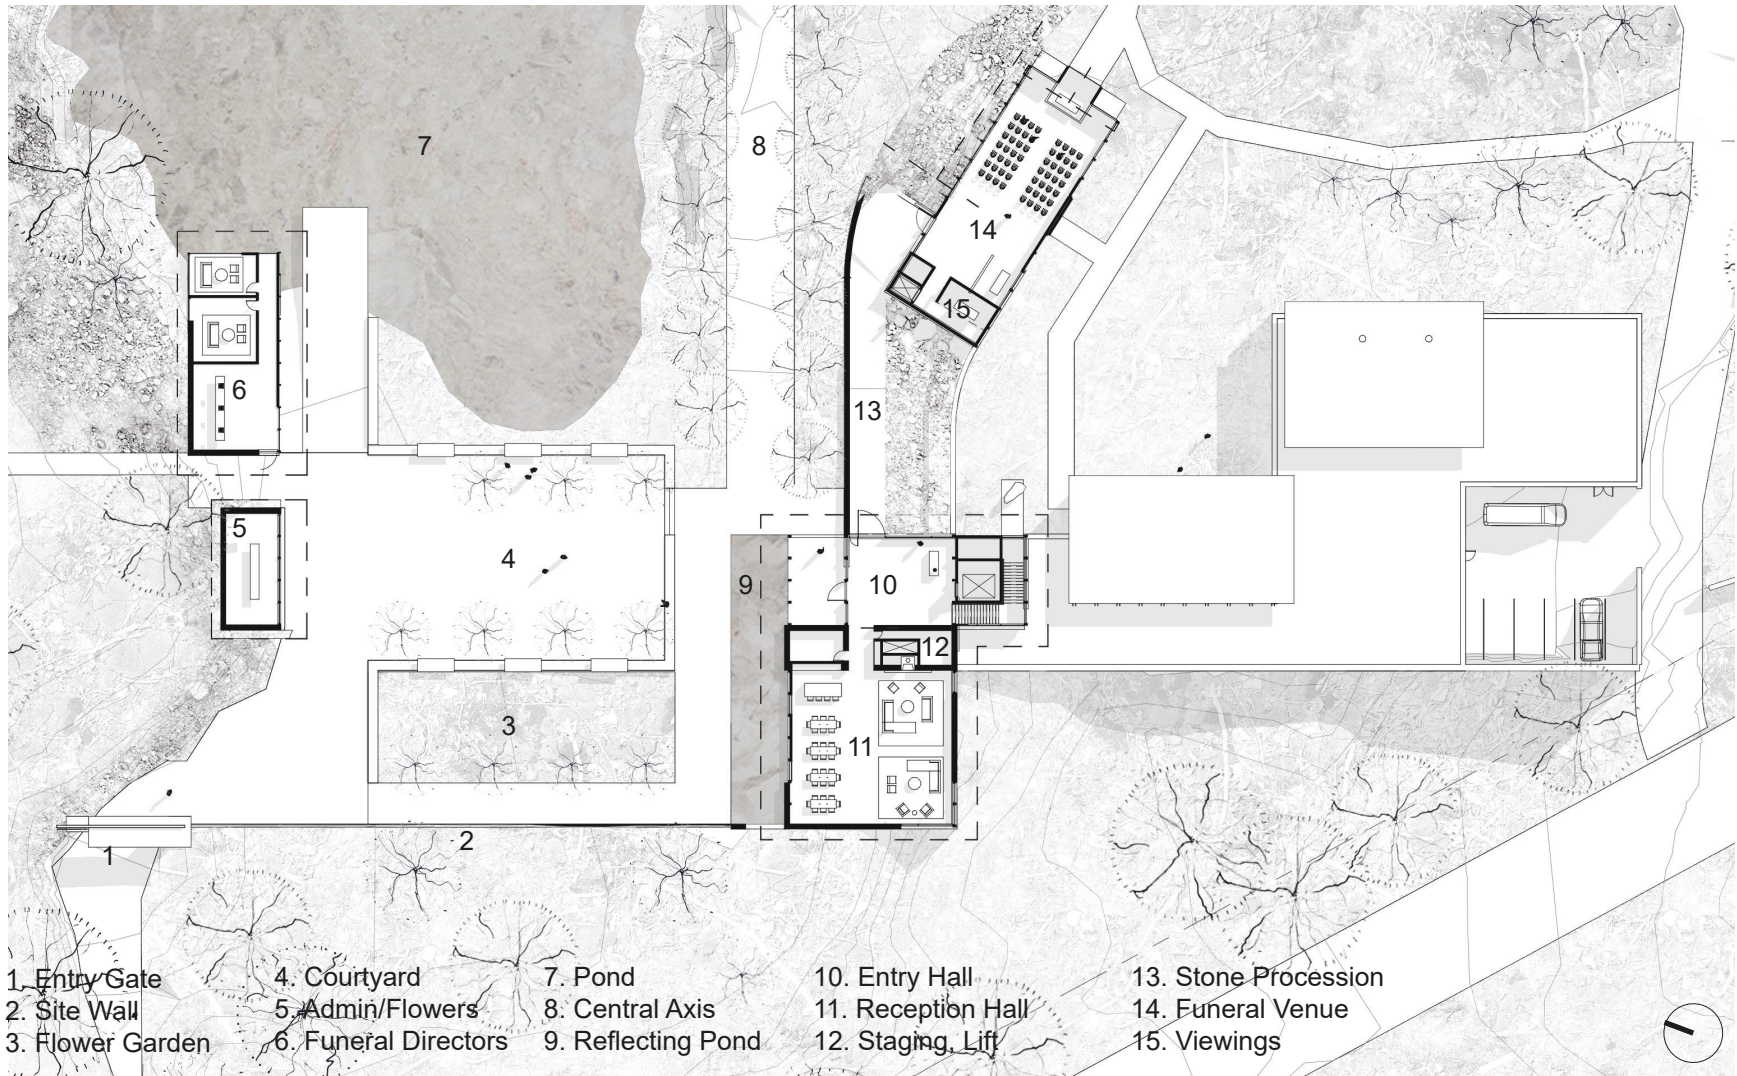 7
8
14
15
6
13
5
4
9
10
12
3
11
2
1
1. Entry Gate
2. Site Wall
3. Flower Garden
4. Courtyard
5. Admin/Flowers
6. Funeral Directors
7. Pond
8. Central Axis
9. Reflecting Pond
10. Entry Hall
11. Reception Hall
12. Staging, Lift
13. Stone Procession
14. Funeral Venue
15. Viewings